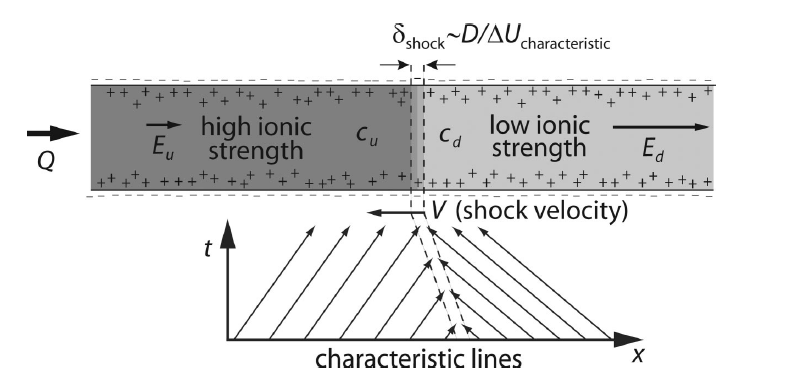 δshock~D/ΔUcharacteristic
+ + + + + + + + + + + + + + + + + + + + + + + +
high ionic strength
Eu
cu
cd
low ionic strength
Ed
Q
V (shock velocity)
t
x
characteristic lines